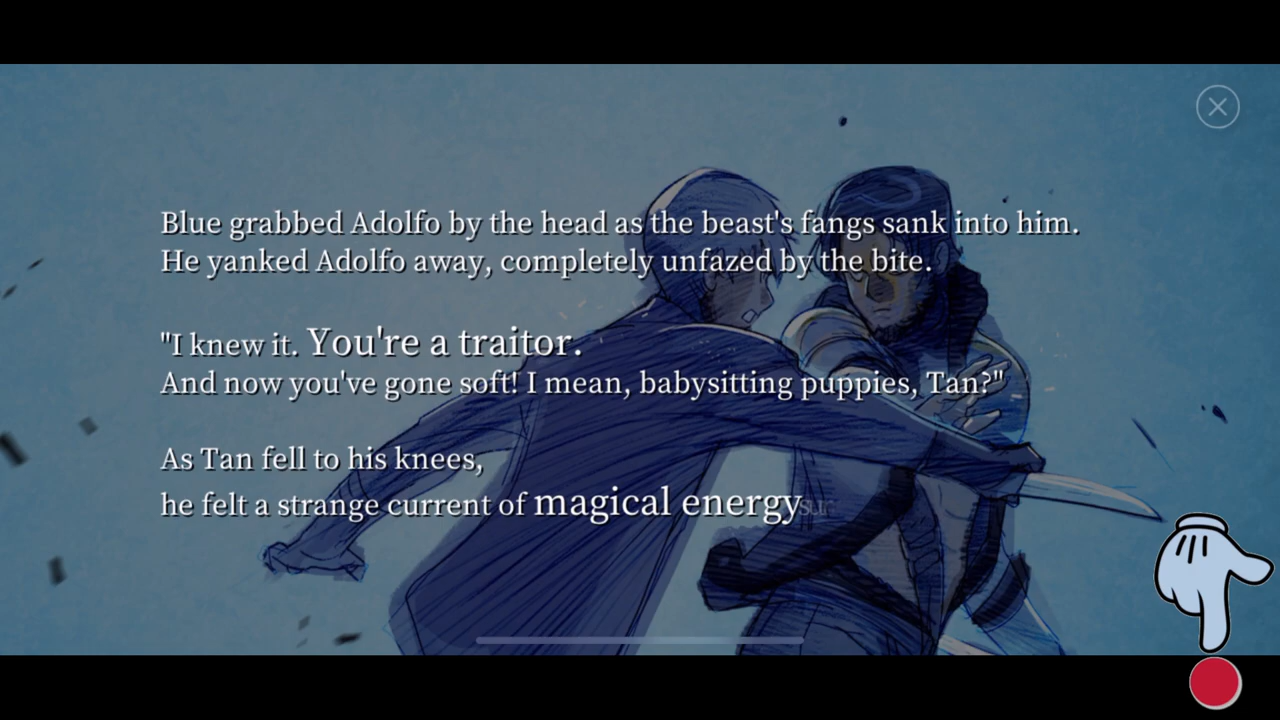 Blue grabbed Adolfo by the head as the beast's fangs sank into him.
He yanked Adolfo away, completely unfazed by the bite.
"I knew it. You're a traitor.
And now you've gone soft! I mean, babysitting puppies, Tan?"
As Tan fell to his knees,
he felt a strange current of magical energy sur